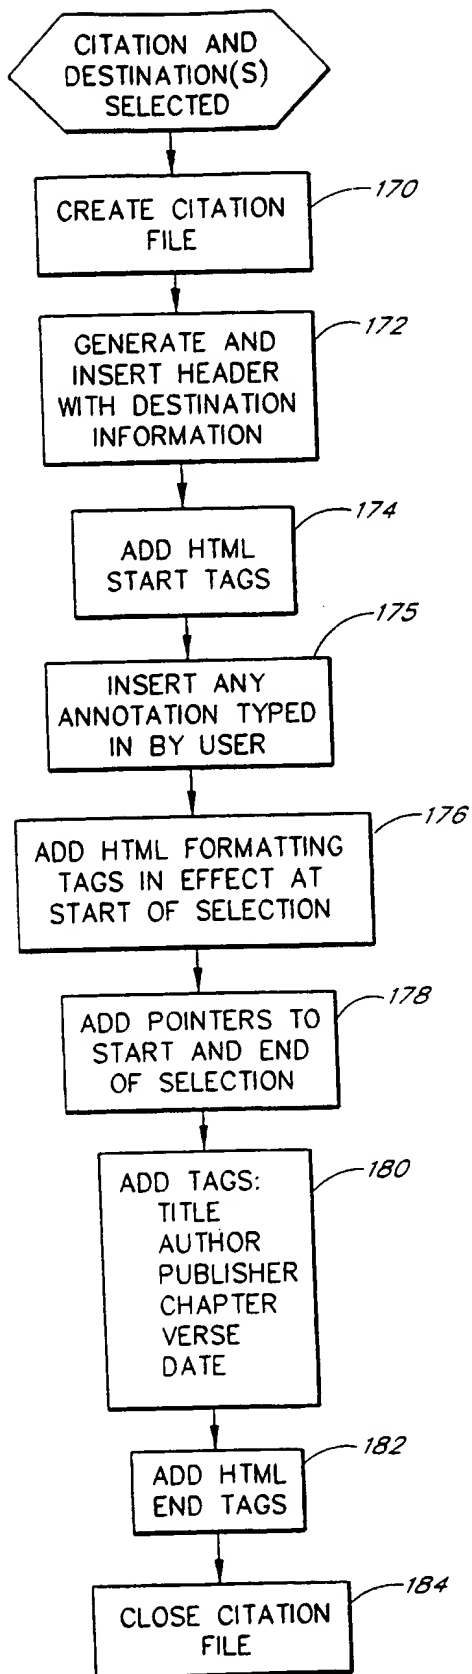 CITATION AND
DESTINATION(S)
SELECTED
170
CREATE CITATION
FILE
172
GENERATE AND
INSERT HEADER
WITH DESTINATION
INFORMATION
174
ADD HTML
START TAGS
175
INSERT ANY
ANNOTATION TYPED
IN BY USER
176
ADD HTML FORMATTING
TAGS IN EFFECT AT
START OF SELECTION
178
ADD POINTERS TO
START AND END
OF SELECTION
180
ADD TAGS:
TITLE
AUTHOR
PUBLISHER
CHAPTER
VERSE
DATE
182
ADD HTML
END TAGS
184
CLOSE CITATION
FILE